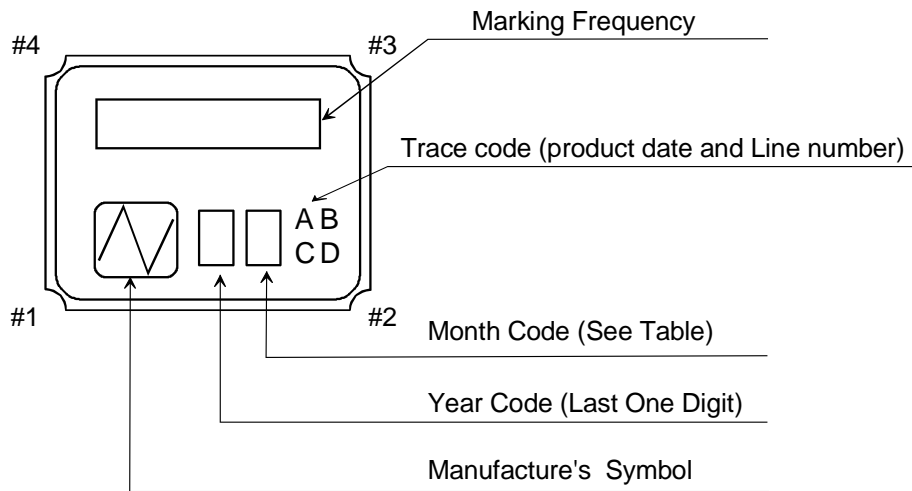 Marking Frequency
#4
#3
Trace code (product date and Line number)
A B
C D
#1
#2
Month Code (See Table)
Year Code (Last One Digit)
Manufacture's Symbol